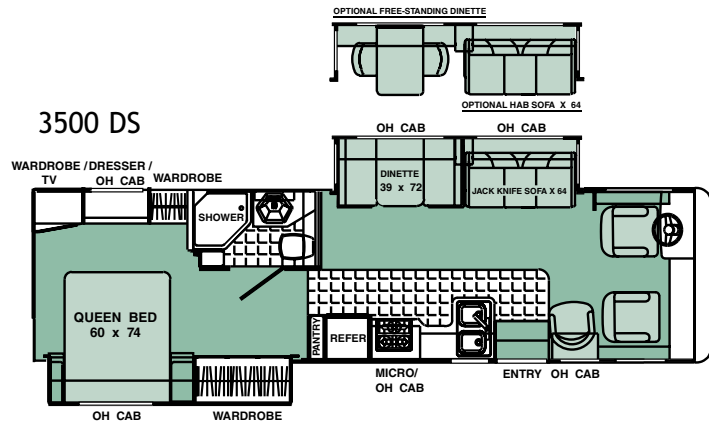 OPTIONAL FREE-STANDING DINETTE
OPTIONAL HAB SOFA X 64
3500 DS
OH CAB
OH CAB
WARDROBE / DRESSER /
TV
OH CAB
WARDROBE
DINETTE
39 x 72
JACK KNIFE SOFA X 64
SHOWER
QUEEN BED
60 x 74
PANTRY
REFER
MICRO/
OH CAB
ENTRY
OH CAB
OH CAB
WARDROBE